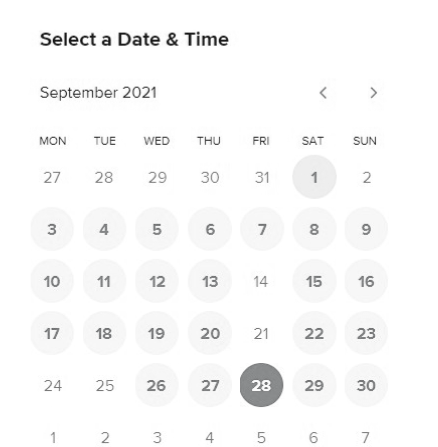 Select a Date & Time
September 2021
MON TUE WED THU FRI SAT SUN
27 28 29 30 31 1 2
3 4 5 6 7 8 9
10 11 12 13 14 15 16
17 18 19 20 21 22 23
24 25 26 27 28 29 30
1 2 3 4 5 6 7